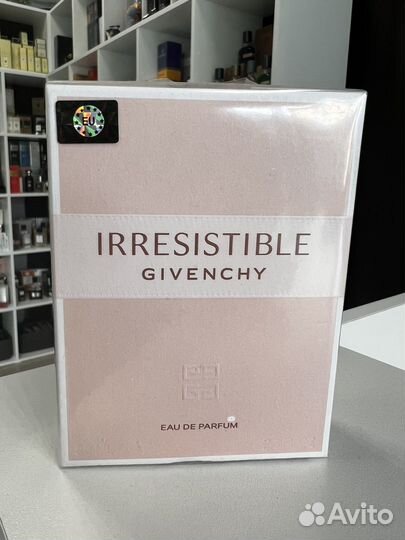 EU
IRRESISTIBLE
GIVENCHY
EAU DE PARFUM
Avito